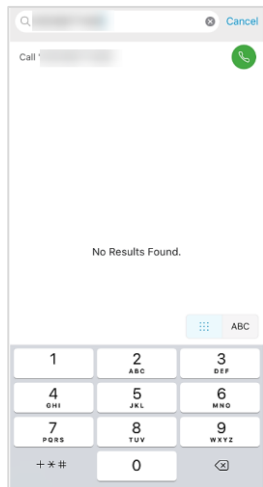 Cancel
Call '
No Results Found.
ABC
1
2
ABC
3
DEF
4
GHI
5
JKL
6
MNO
7
PQRS
8
TUV
9
WXYZ
+*#
0